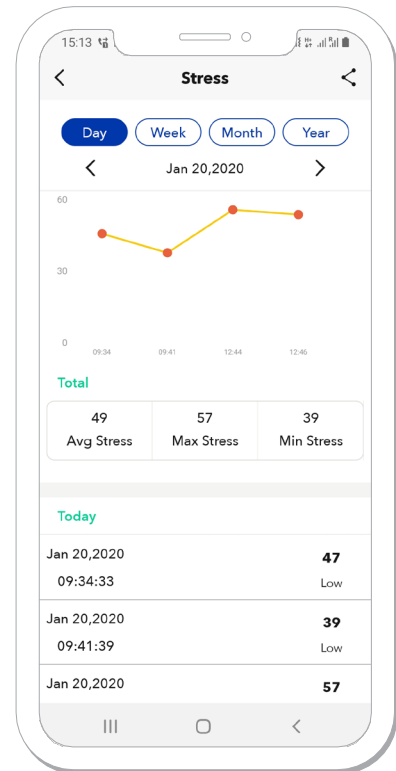 15:13
Stress
Day Week Month Year
Jan 20,2020
60
30
0
09:34 09:41 12:44 12:46
Total
49 57 39
Avg Stress Max Stress Min Stress
Today
Jan 20,2020 47
09:34:33 Low
Jan 20,2020 39
09:41:39 Low
Jan 20,2020 57